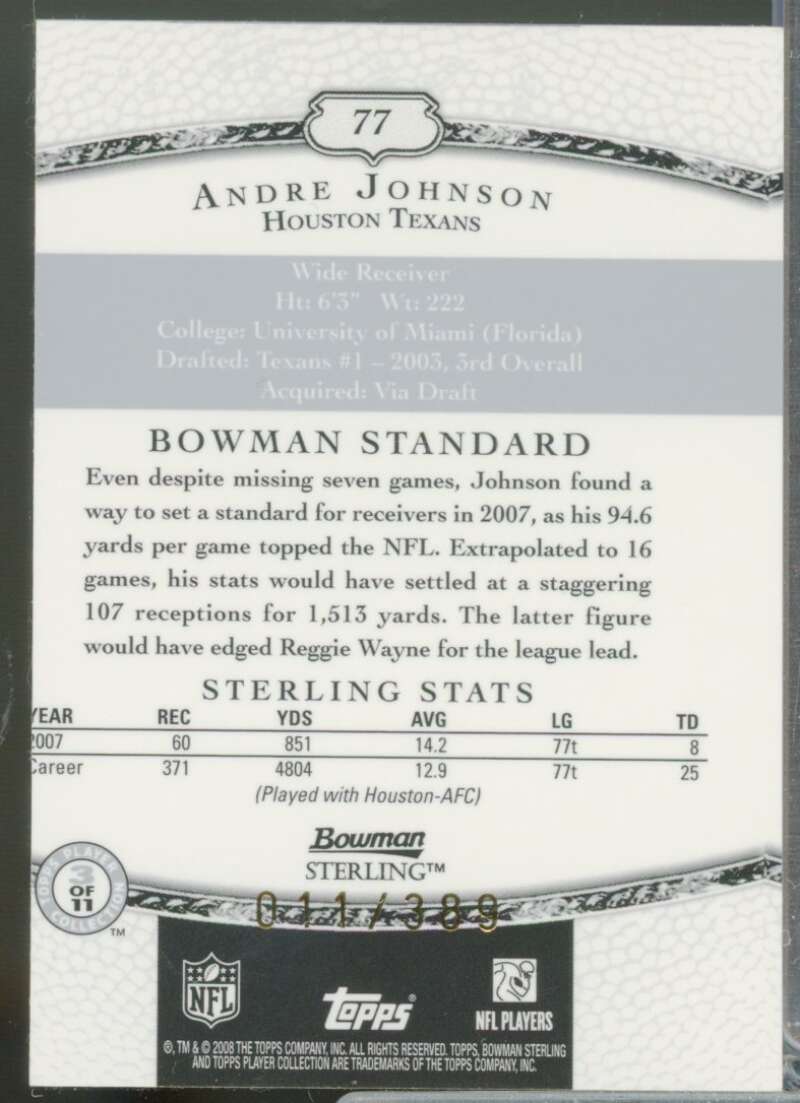 77
ANDRE JOHNSON
HOUSTON TEXANS
Wide Receiver
Ht: 6'3" Wt: 222
College: University of Miami (Florida)
Drafted: Texans #1 – 2003, 3rd Overall
Acquired: Via Draft
BOWMAN STANDARD
Even despite missing seven games, Johnson found a
way to set a standard for receivers in 2007, as his 94.6
yards per game topped the NFL. Extrapolated to 16
games, his stats would have settled at a staggering
107 receptions for 1,513 yards. The latter figure
would have edged Reggie Wayne for the league lead.
STERLING STATS
YEAR REC YDS AVG LG TD
2007 60 851 14.2 77t 8
Career 371 4804 12.9 77t 25
(Played with Houston-AFC)
Bowman
STERLING™
TOPPS PLAYER COLLECTION
3
OF
11
TM
011/389
NFL
topps®
NFL PLAYERS
®, TM & © 2008 THE TOPPS COMPANY, INC. ALL RIGHTS RESERVED. TOPPS, BOWMAN STERLING
AND TOPPS PLAYER COLLECTION ARE TRADEMARKS OF THE TOPPS COMPANY, INC.